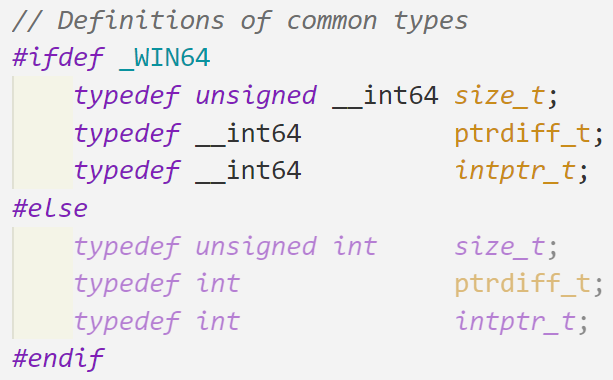 // Definitions of common types
#ifdef _WIN64
    typedef unsigned __int64 size_t;
    typedef __int64          ptrdiff_t;
    typedef __int64          intptr_t;
#else
    typedef unsigned int     size_t;
    typedef int              ptrdiff_t;
    typedef int              intptr_t;
#endif